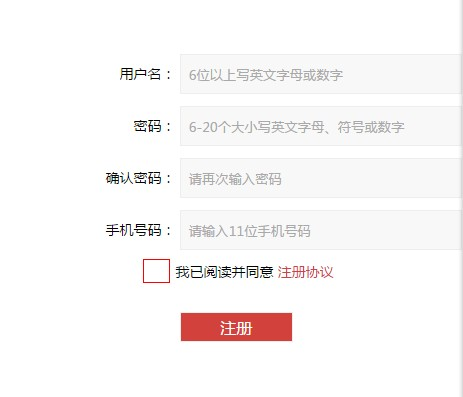 用户名： 6位以上写英文字母或数字
密码： 6-20个大小写英文字母、符号或数字
确认密码： 请再次输入密码
手机号码： 请输入11位手机号码
我已阅读并同意 注册协议
注册